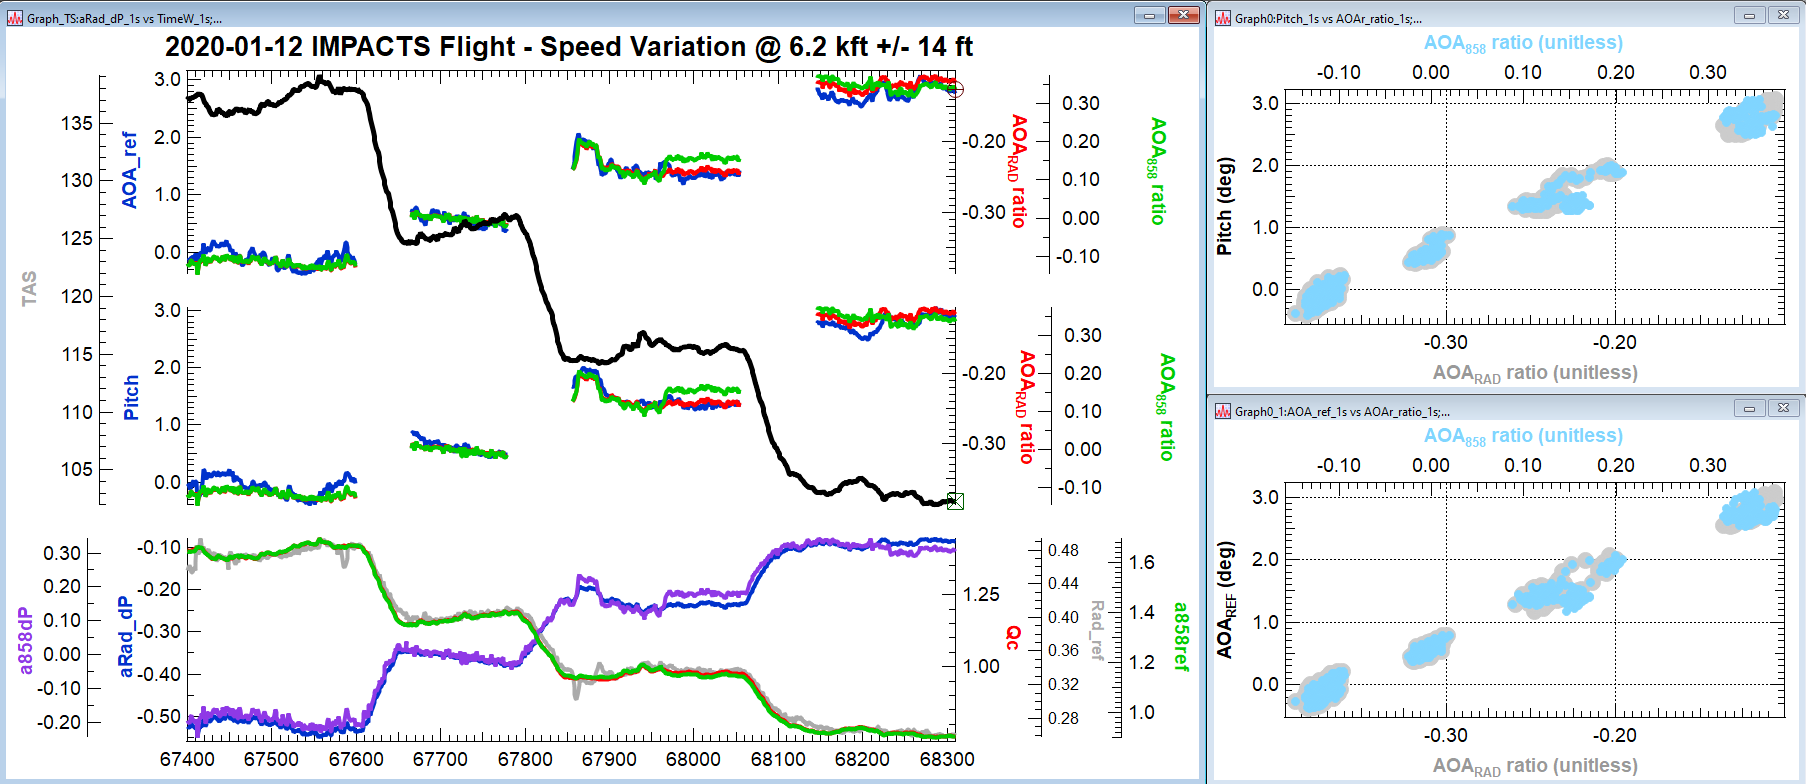 Graph_TS:aRad_dP_1s vs TimeW_1s;...
2020-01-12 IMPACTS Flight - Speed Variation @ 6.2 kft +/- 14 ft
TAS
135
130
125
120
115
110
105
AOA_ref
3.0
2.0
1.0
0.0
-0.20
-0.30
AOARAD ratio
0.30
0.20
0.10
0.00
-0.10
AOA858 ratio
Pitch
3.0
2.0
1.0
0.0
-0.20
-0.30
AOARAD ratio
0.30
0.20
0.10
0.00
-0.10
AOA858 ratio
a858dP
0.30
0.20
0.10
0.00
-0.10
-0.20
aRad_dP
-0.10
-0.20
-0.30
-0.40
-0.50
1.25
1.00
Qc
0.48
0.44
0.40
0.36
0.32
0.28
Rad_ref
1.6
1.4
1.2
1.0
a858ref
67400 67500 67600 67700 67800 67900 68000 68100 68200 68300
Graph0:Pitch_1s vs AOAr_ratio_1s;...
AOA858 ratio (unitless)
-0.10 0.00 0.10 0.20 0.30
Pitch (deg)
3.0
2.0
1.0
0.0
-0.30 -0.20
AOARAD ratio (unitless)
Graph0_1:AOA_ref_1s vs AOAr_ratio_1s;...
AOA858 ratio (unitless)
-0.10 0.00 0.10 0.20 0.30
AOAREF (deg)
3.0
2.0
1.0
0.0
-0.30 -0.20
AOARAD ratio (unitless)